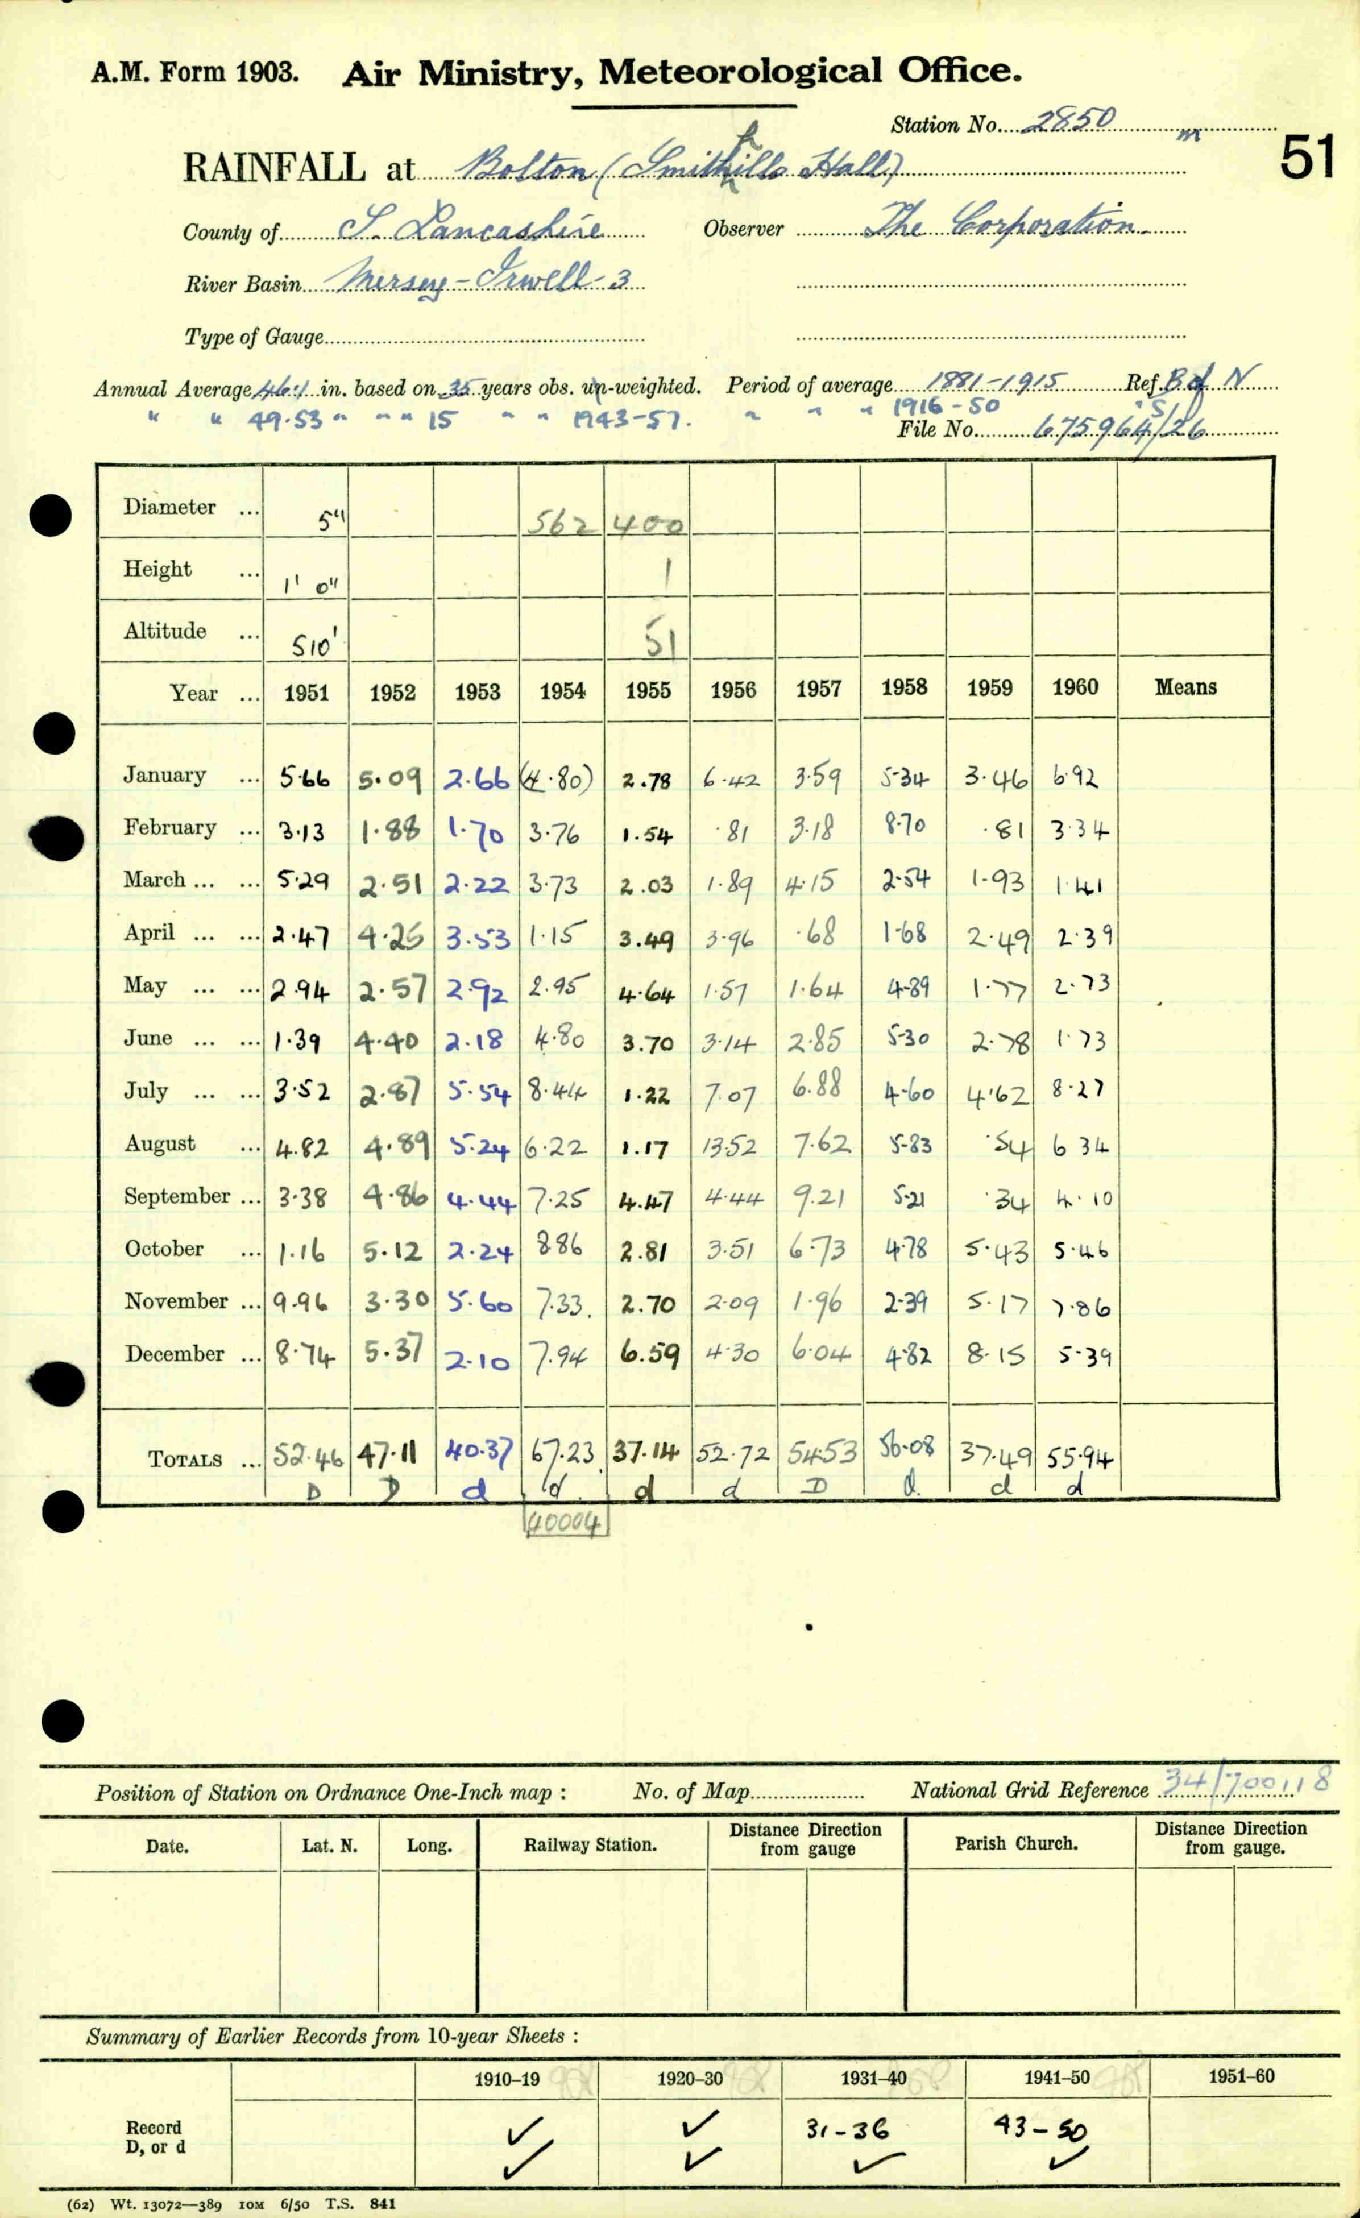 A.M. Form 1903. Air Ministry, Meteorological Office.
Station No. 2850 m
51
RAINFALL at Bolton (Smithills Hall)
County of S. Lancashire Observer The Corporation.
River Basin Mersey-Irwell-3
Type of Gauge
Annual Average 46.1 in. based on 35 years obs. un-weighted. Period of average 1881-1915 Ref. B of N
" " 49.53 " " " 15 " " 1943-57. " " " 1916-50
File No. 675964/S/26
Diameter ... 5" 562 400
Height ... 1' 0" 1
Altitude ... 510' 51
Year ... 1951 1952 1953 1954 1955 1956 1957 1958 1959 1960 Means
January ... 5.66 5.09 2.66 (4.80) 2.78 6.42 3.59 5.34 3.46 6.92
February ... 3.13 1.88 1.70 3.76 1.54 .81 3.18 8.70 .81 3.34
March ... ... 5.29 2.51 2.22 3.73 2.03 1.89 4.15 2.54 1.93 1.41
April ... ... 2.47 4.25 3.53 1.15 3.49 3.96 .68 1.68 2.49 2.39
May ... ... 2.94 2.57 2.92 2.95 4.64 1.57 1.64 4.89 1.77 2.73
June ... ... 1.39 4.40 2.18 4.80 3.70 3.14 2.85 5.30 2.78 1.73
July ... ... 3.52 2.87 5.54 8.44 1.22 7.07 6.88 4.60 4.62 8.27
August ... 4.82 4.89 5.24 6.22 1.17 13.52 7.62 5.83 .54 6 34
September ... 3.38 4.86 4.44 7.25 4.47 4.44 9.21 5.21 .34 4.10
October ... 1.16 5.12 2.24 8.86 2.81 3.51 6.73 4.78 5.43 5.46
November ... 9.96 3.30 5.60 7.33. 2.70 2.09 1.96 2.39 5.17 7.86
December ... 8.74 5.37 2.10 7.94 6.59 4.30 6.04 4.82 8.15 5.39
TOTALS ... 52.46 47.11 40.37 67.23 37.14 52.72 54.53 56.08 37.49 55.94
D D d d d d D d d d
40004
Position of Station on Ordnance One-Inch map : No. of Map National Grid Reference 34/700118
Date. Lat. N. Long. Railway Station. Distance Direction from gauge Parish Church. Distance Direction from gauge.
Summary of Earlier Records from 10-year Sheets :
1910–19 1920–30 1931–40 1941–50 1951–60
Record ✓ ✓ 31-36 43-50
D, or d ✓ ✓ ✓ ✓
(62) Wt. 13072—389 10M 6/50 T.S. 841